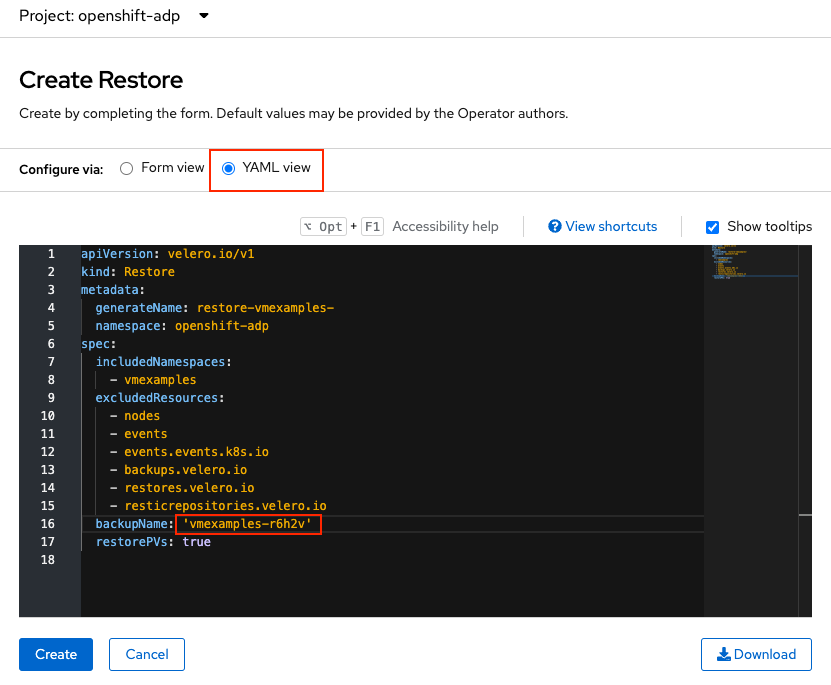 Project: openshift-adp
Create Restore
Create by completing the form. Default values may be provided by the Operator authors.
Configure via: Form view YAML view
⌥ Opt + F1 Accessibility help View shortcuts Show tooltips
1 apiVersion: velero.io/v1
2 kind: Restore
3 metadata:
4 generateName: restore-vmexamples-
5 namespace: openshift-adp
6 spec:
7 includedNamespaces:
8 - vmexamples
9 excludedResources:
10 - nodes
11 - events
12 - events.events.k8s.io
13 - backups.velero.io
14 - restores.velero.io
15 - resticrepositories.velero.io
16 backupName: 'vmexamples-r6h2v'
17 restorePVs: true
18
Create Cancel Download